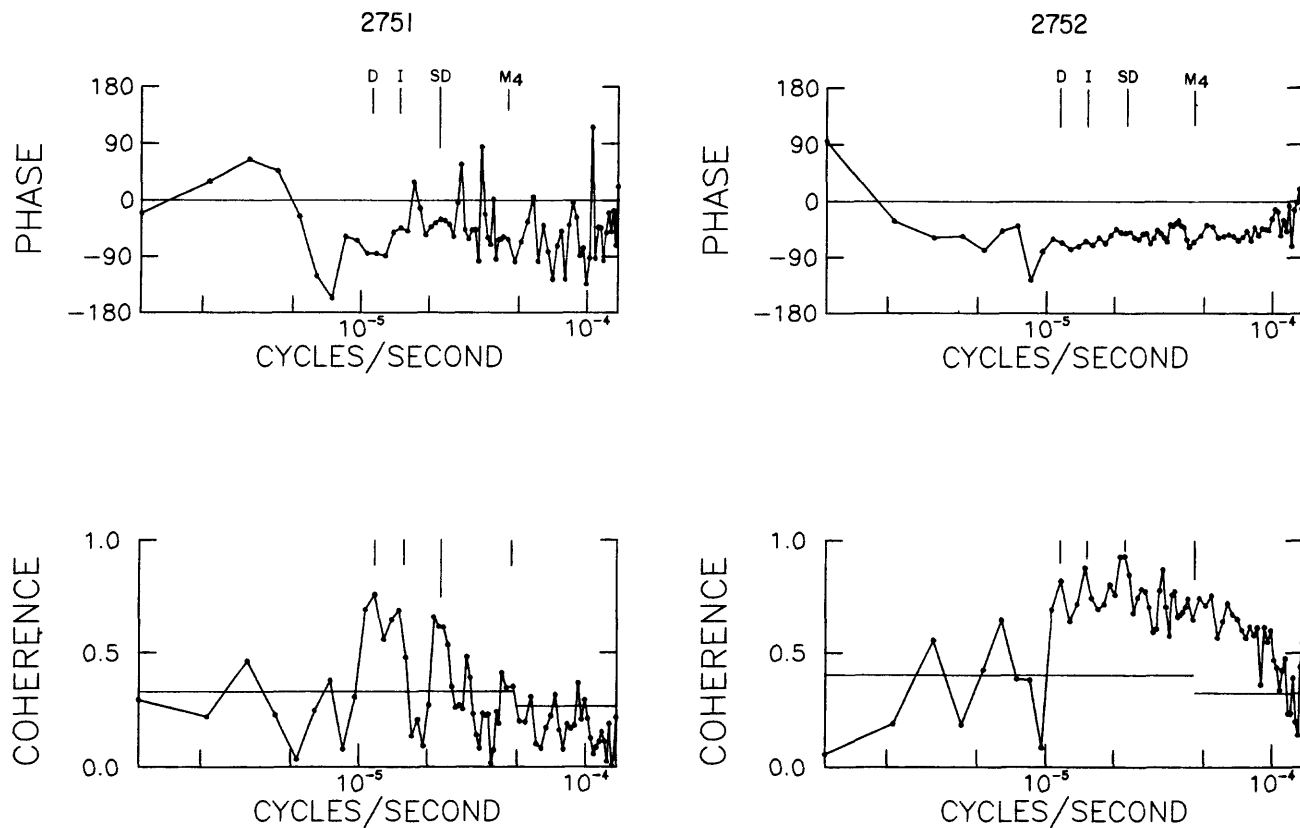 2751
2752
D I SD M4
D I SD M4
180
90
0
-90
-180
PHASE
10-5
10-4
CYCLES/SECOND
180
90
0
-90
-180
PHASE
10-5
10-4
CYCLES/SECOND
1.0
0.5
0.0
COHERENCE
10-5
10-4
CYCLES/SECOND
1.0
0.5
0.0
COHERENCE
10-5
10-4
CYCLES/SECOND